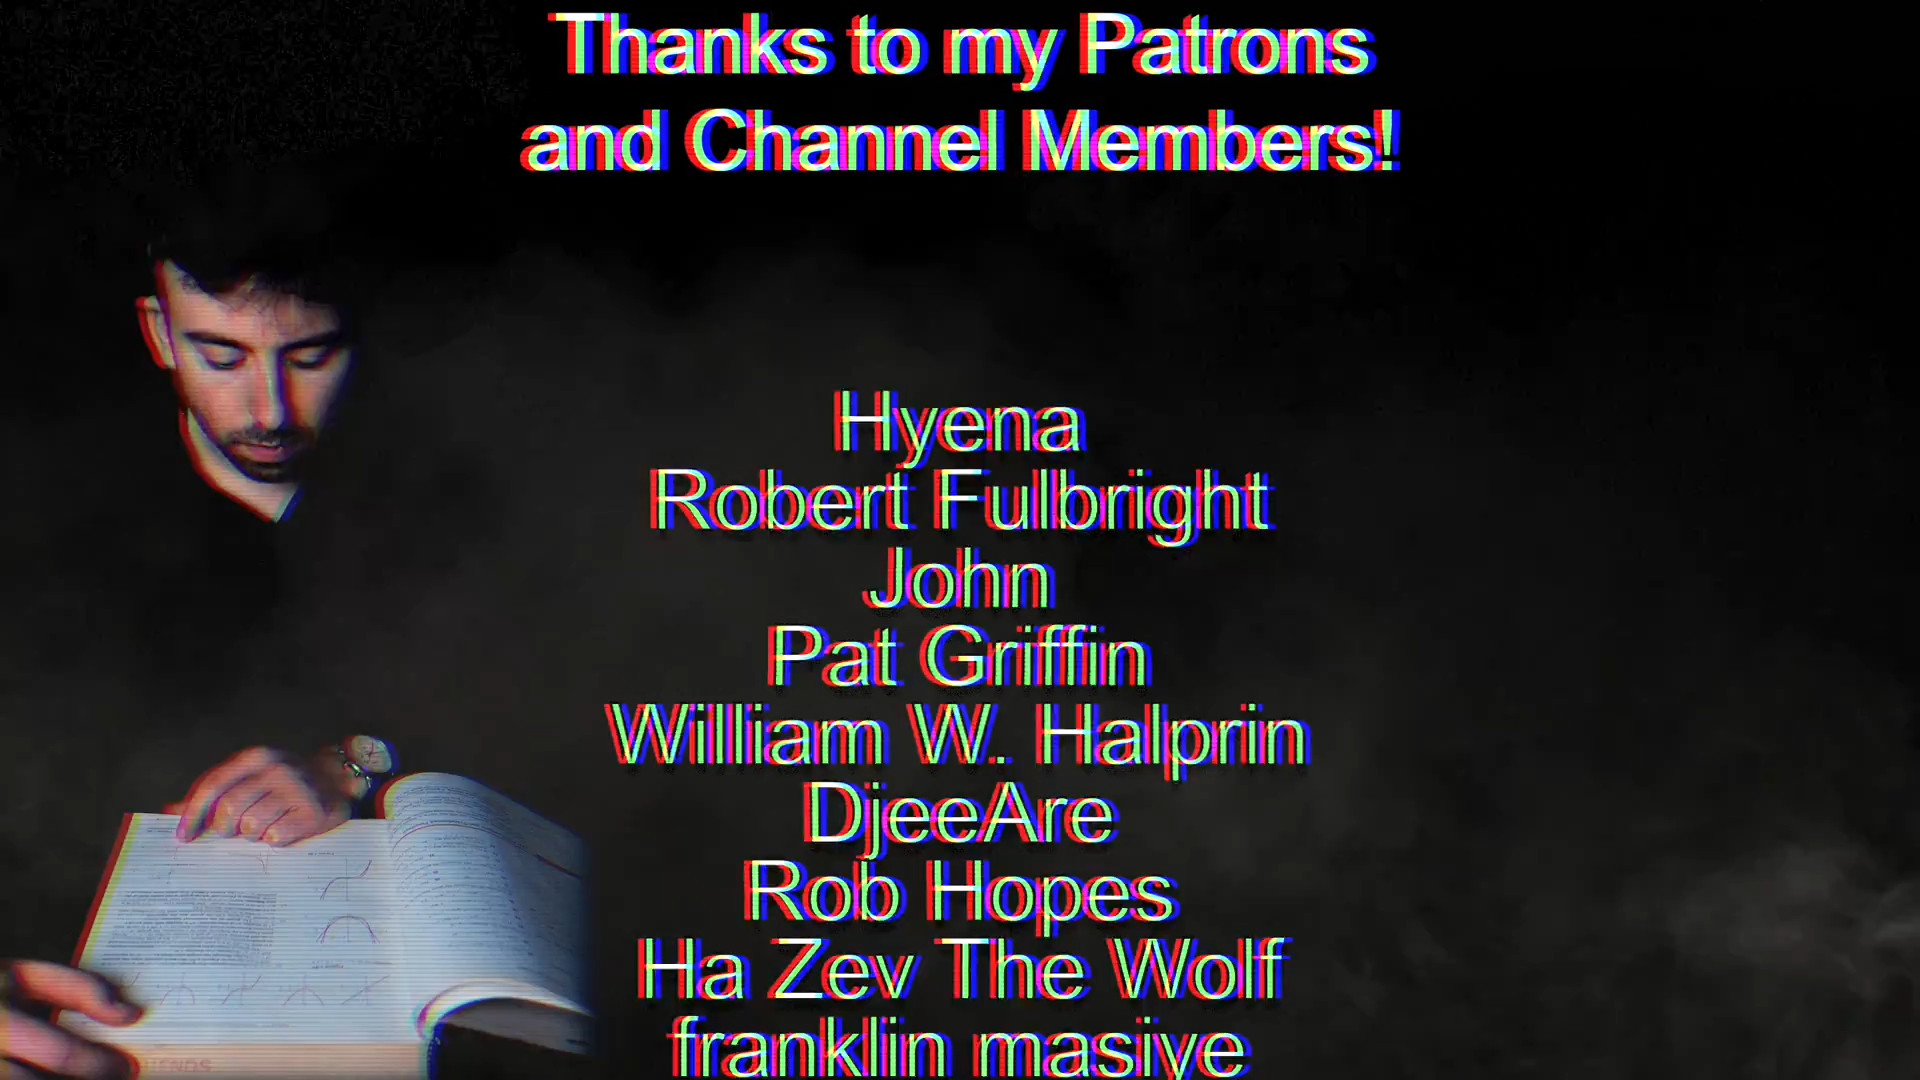 Thanks to my Patrons
and Channel Members!
Hyena
Robert Fulbright
John
Pat Griffin
William W. Halprin
DjeeAre
Rob Hopes
Ha Zev The Wolf
franklin masiye